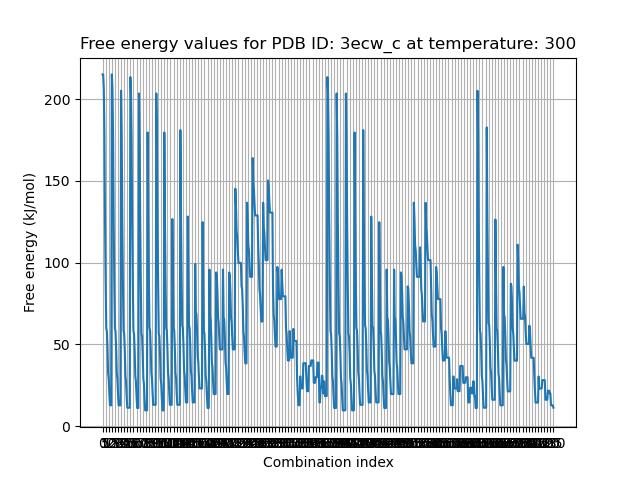 Free energy values for PDB ID: 3ecw_c at temperature: 300
200
150
100
50
0
Free energy (kJ/mol)
Combination index